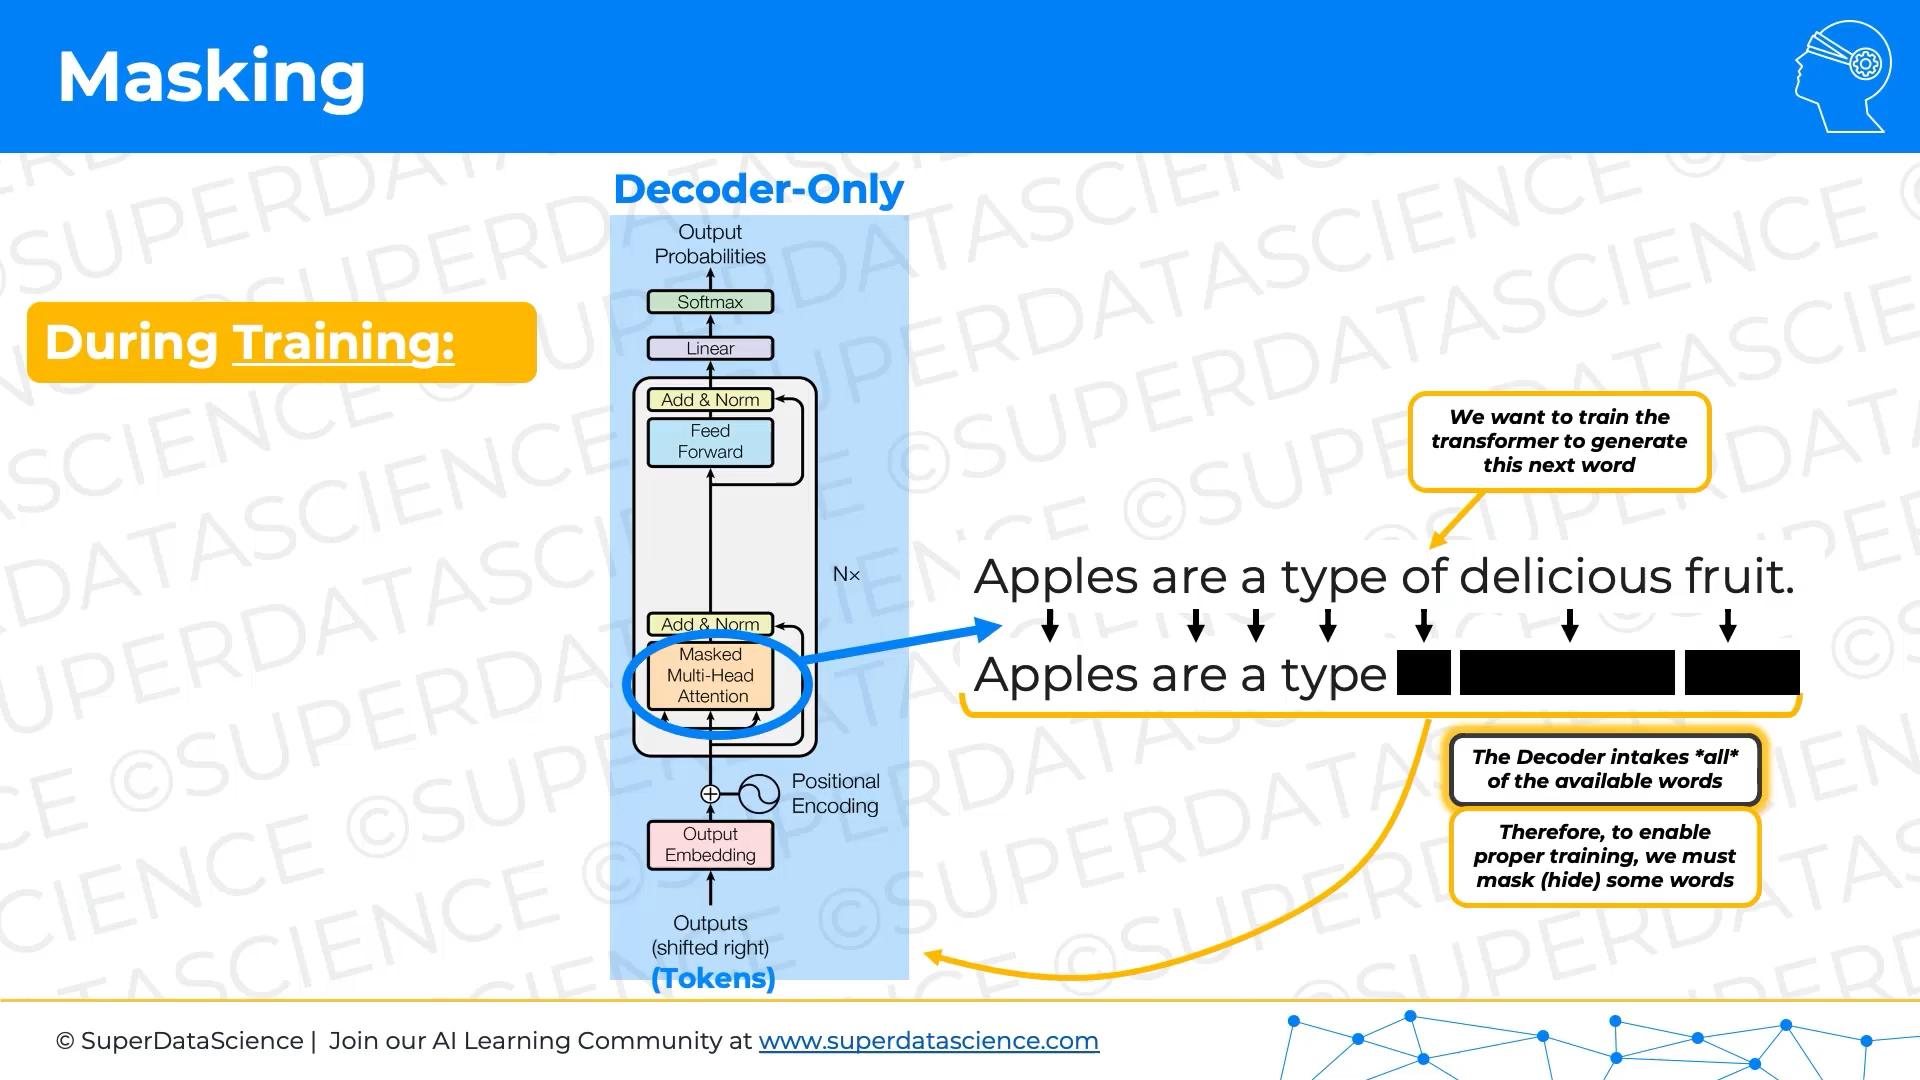 Masking
Decoder-Only
During Training:
Output
Probabilities
Softmax
Linear
Add & Norm
Feed
Forward
N×
Add & Norm
Masked
Multi-Head
Attention
Positional
Encoding
Output
Embedding
Outputs
(shifted right)
(Tokens)
We want to train the
transformer to generate
this next word
Apples are a type of delicious fruit.
Apples are a type
The Decoder intakes *all*
of the available words
Therefore, to enable
proper training, we must
mask (hide) some words
© SuperDataScience | Join our AI Learning Community at www.superdatascience.com
©SUPERDATASCIENCE